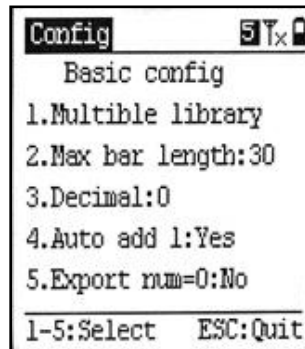 Config 5
Basic config
1.Multible library
2.Max bar length:30
3.Decimal:0
4.Auto add 1:Yes
5.Export num=0:No
1-5:Select ESC:Quit